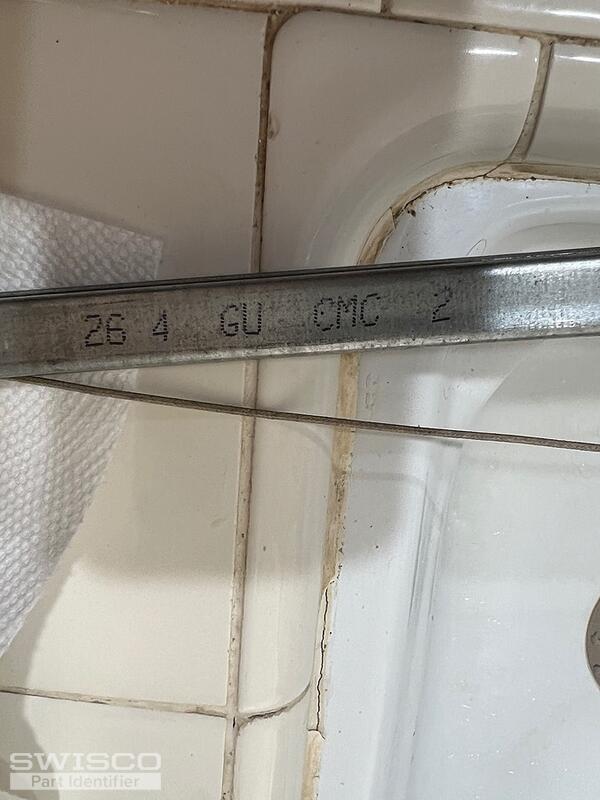 26 4 GU CMC 2
SWISCO
Part Identifier